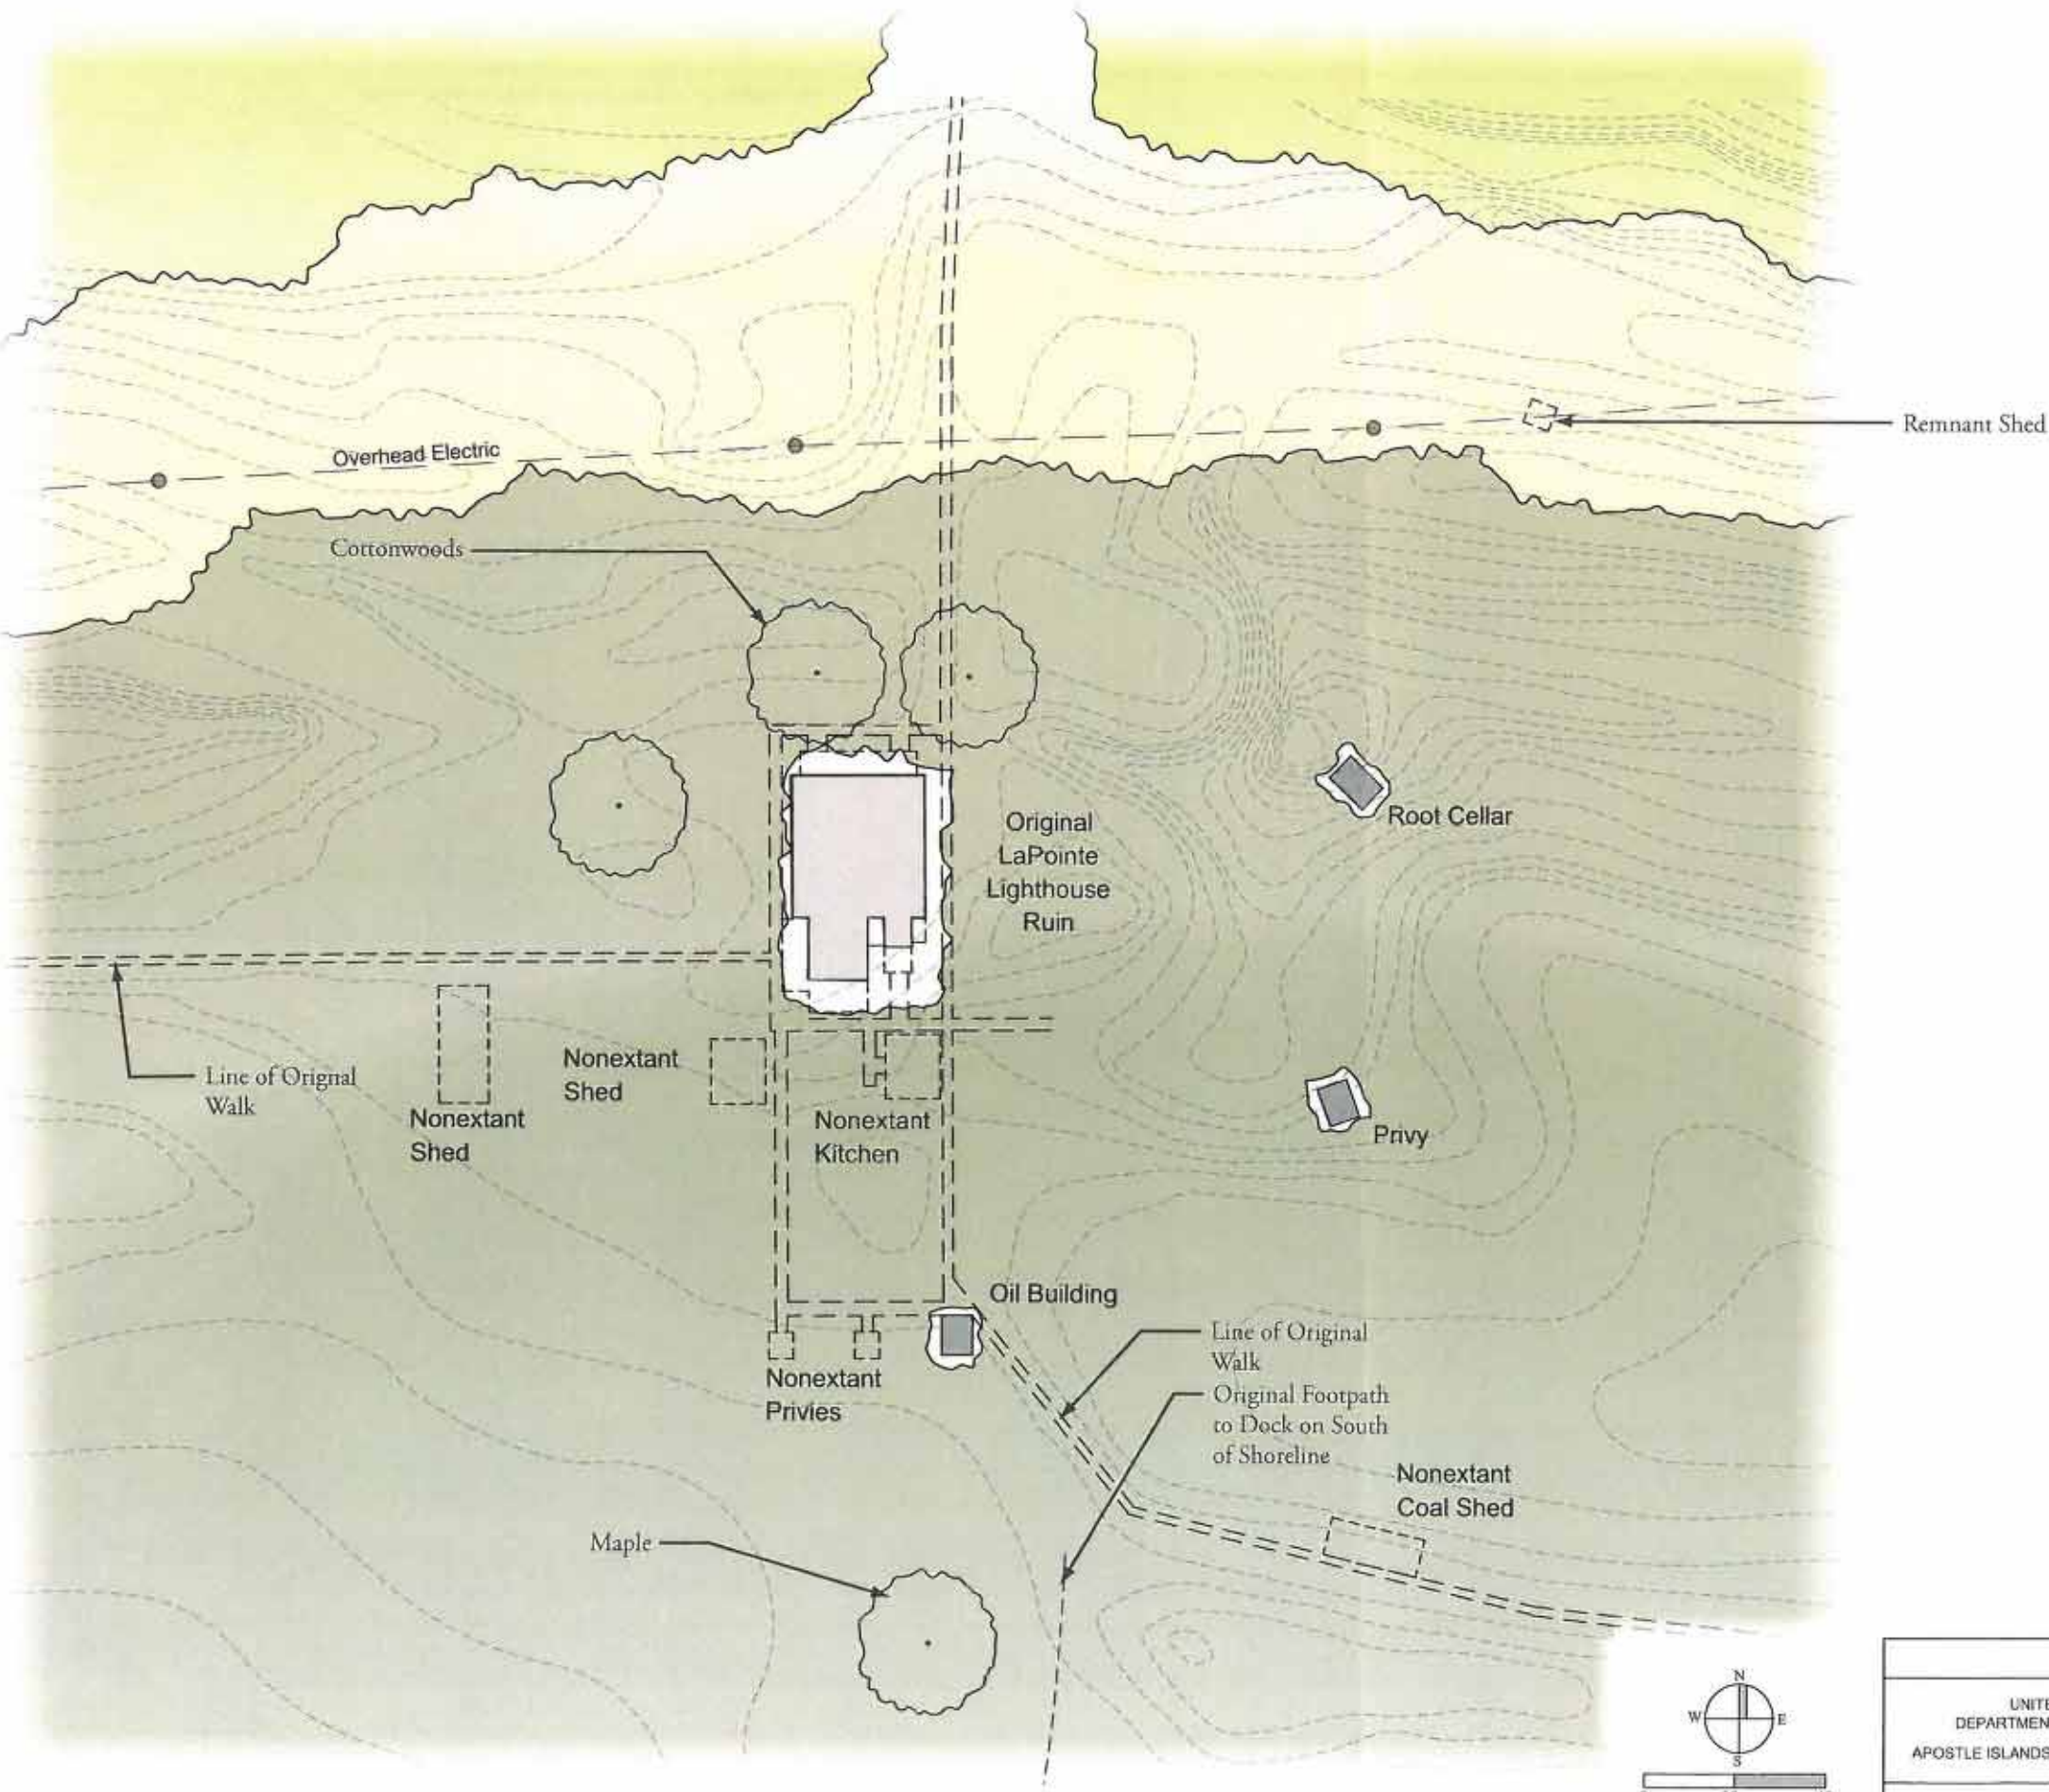 Remnant Shed
Overhead Electric
Cottonwoods
Root Cellar
Original
LaPointe
Lighthouse
Ruin
Line of Orignal
Walk
Nonextant
Shed
Nonextant
Shed
Nonextant
Kitchen
Privy
Oil Building
Line of Original
Walk
Nonextant
Privies
Original Footpath
to Dock on South
of Shoreline
Nonextant
Coal Shed
Maple
N
W
E
S
UNITE
DEPARTMEN
APOSTLE ISLANDS